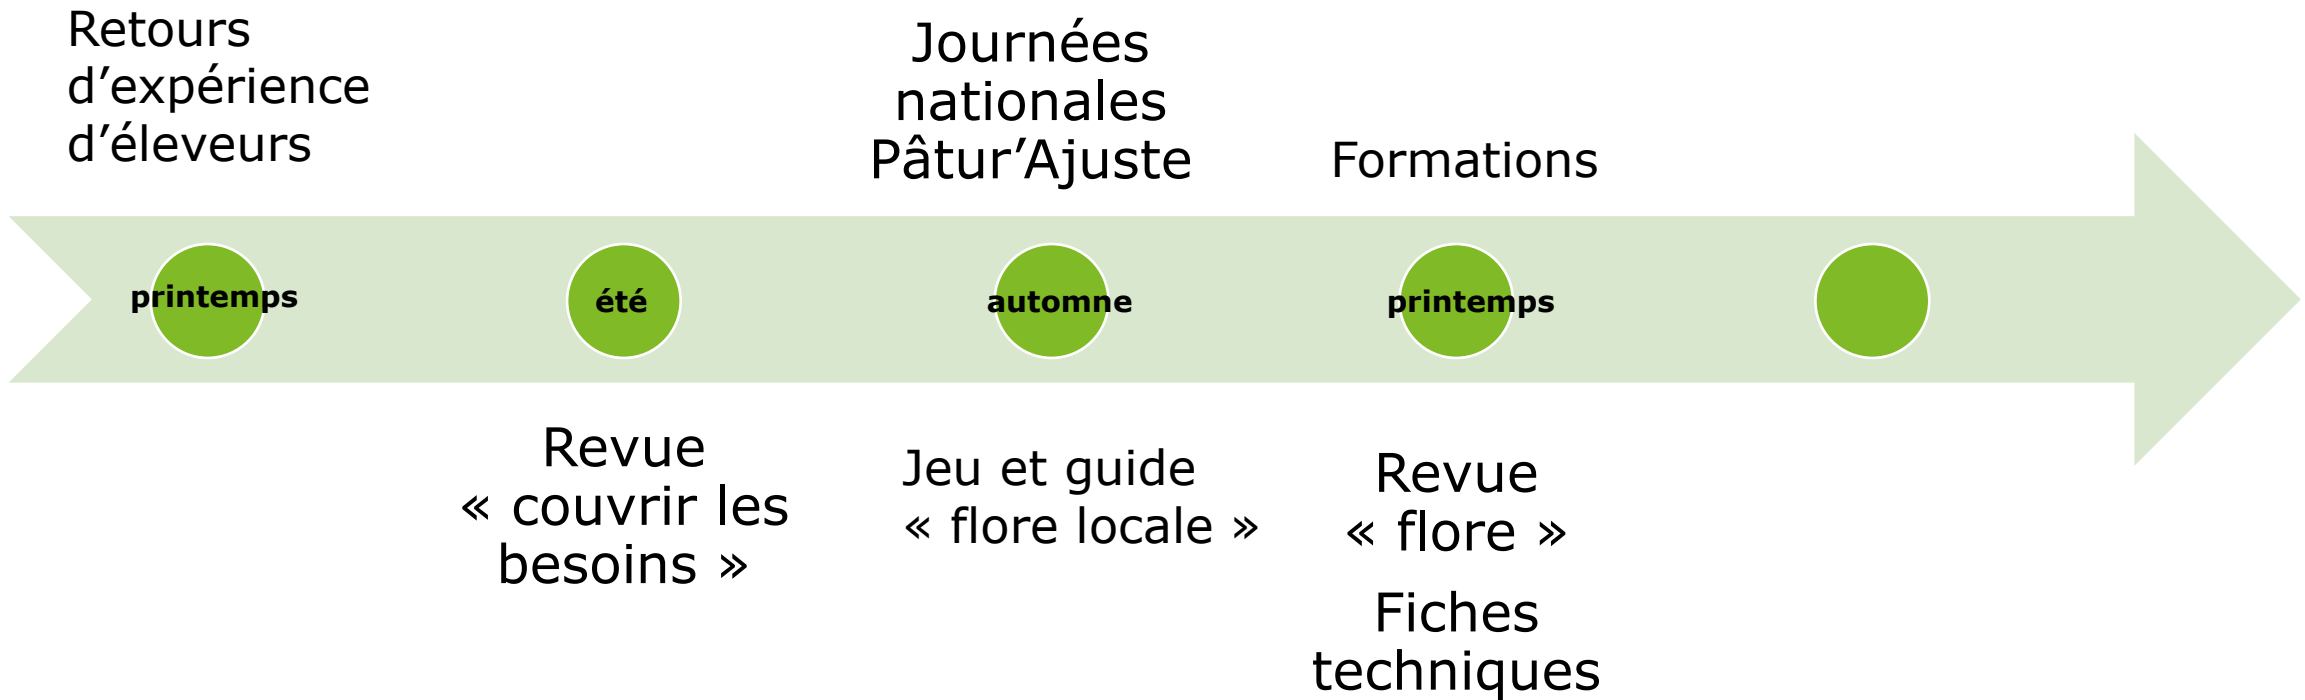 Retours
d’expérience
d’éleveurs
Journées
nationales
Pâtur’Ajuste
Formations
printemps
été
automne
printemps
Revue
« couvrir les
besoins »
Jeu et guide
« flore locale »
Revue
« flore »
Fiches
techniques